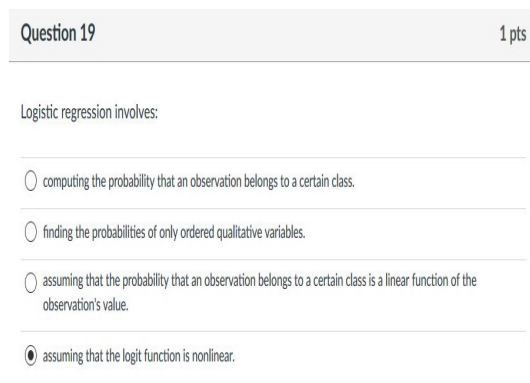 Question 19
1 pts
Logistic regression involves:
computing the probability that an observation belongs to a certain class.
finding the probabilities of only ordered qualitative variables.
assuming that the probability that an observation belongs to a certain class is a linear function of the
observation's value.
assuming that the logit function is nonlinear.